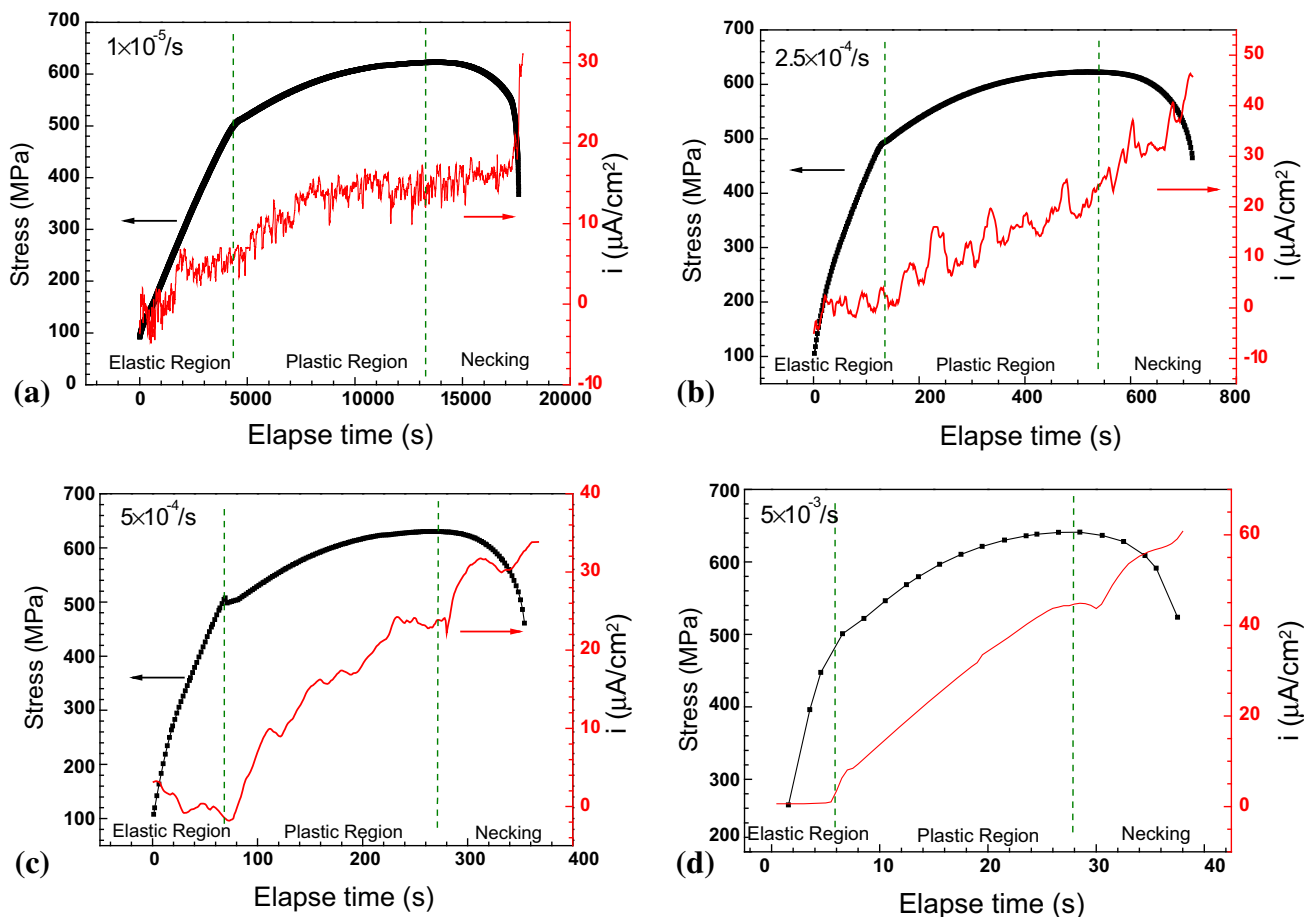 1×10⁻⁵/s
700
600
500
400
300
200
100
0
Stress (MPa)
40
30
20
10
0
-10
i (μA/cm²)
Elastic Region Plastic Region Necking
0 5000 10000 15000 20000
(a)
Elapse time (s)
2.5×10⁻⁴/s
700
600
500
400
300
200
100
Stress (MPa)
50
40
30
20
10
0
-10
i (μA/cm²)
Elastic Region Plastic Region Necking
0 200 400 600 800
(b)
Elapse time (s)
5×10⁻⁴/s
700
600
500
400
300
200
100
Stress (MPa)
40
30
20
10
0
i (μA/cm²)
Elastic Region Plastic Region Necking
0 100 200 300 400
(c)
Elapse time (s)
5×10⁻³/s
700
600
500
400
300
200
Stress (MPa)
60
45
30
15
0
i (μA/cm²)
Elastic Region Plastic Region Necking
0 10 20 30 40
(d)
Elapse time (s)